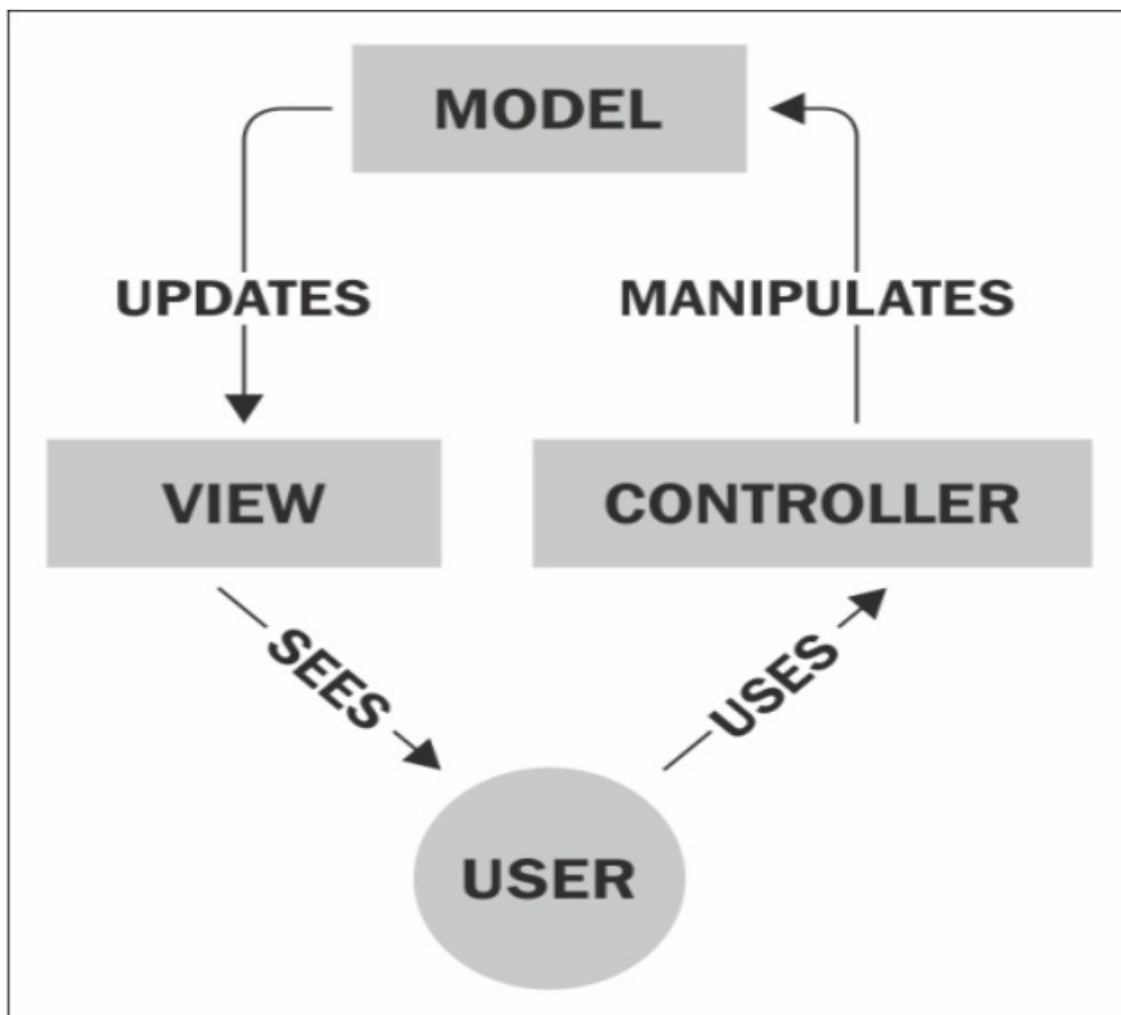 MODEL
UPDATES
MANIPULATES
VIEW
CONTROLLER
SEES
USES
USER